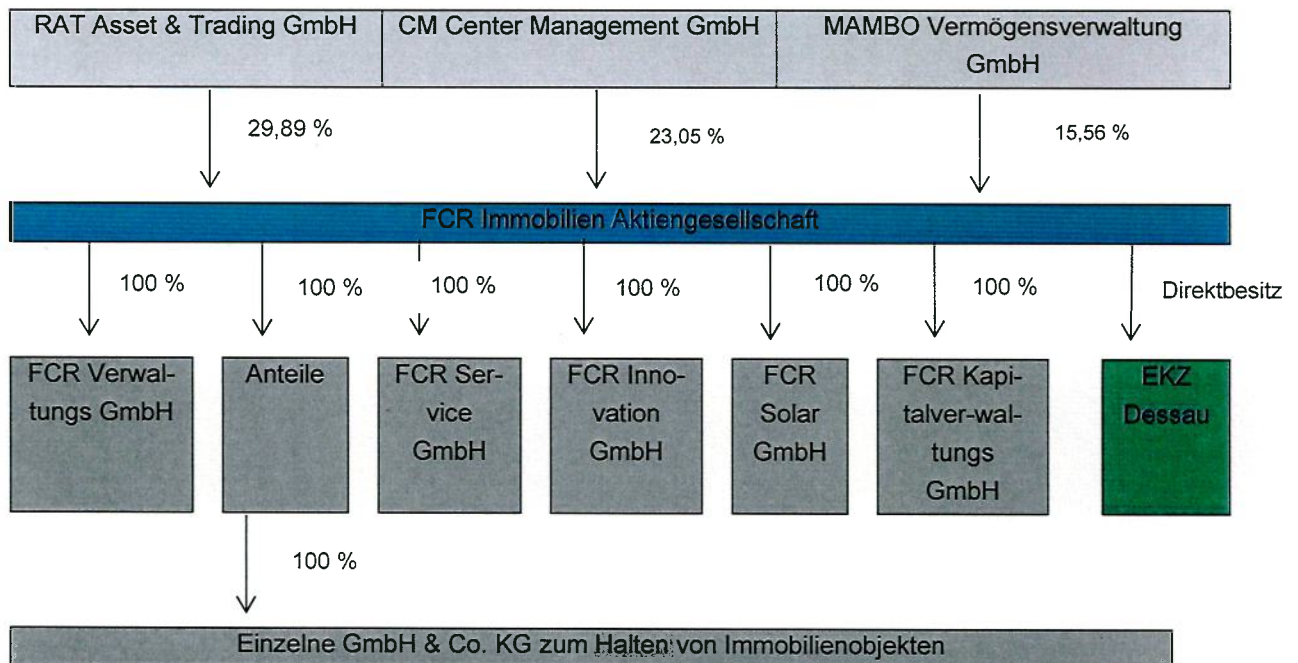 RAT Asset & Trading GmbH
CM Center Management GmbH
MAMBO Vermögensverwaltung
GmbH
29,89 %
23,05 %
15,56 %
FCR Immobilien Aktiengesellschaft
100 %
100 %
100 %
100 %
100 %
100 %
Direktbesitz
FCR Verwal-
tungs GmbH
Anteile
FCR Ser-
vice
GmbH
FCR Inno-
vation
GmbH
FCR
Solar
GmbH
FCR Kapi-
talver-wal-
tungs
GmbH
EKZ
Dessau
100 %
Einzelne GmbH & Co. KG zum Halten von Immobilienobjekten